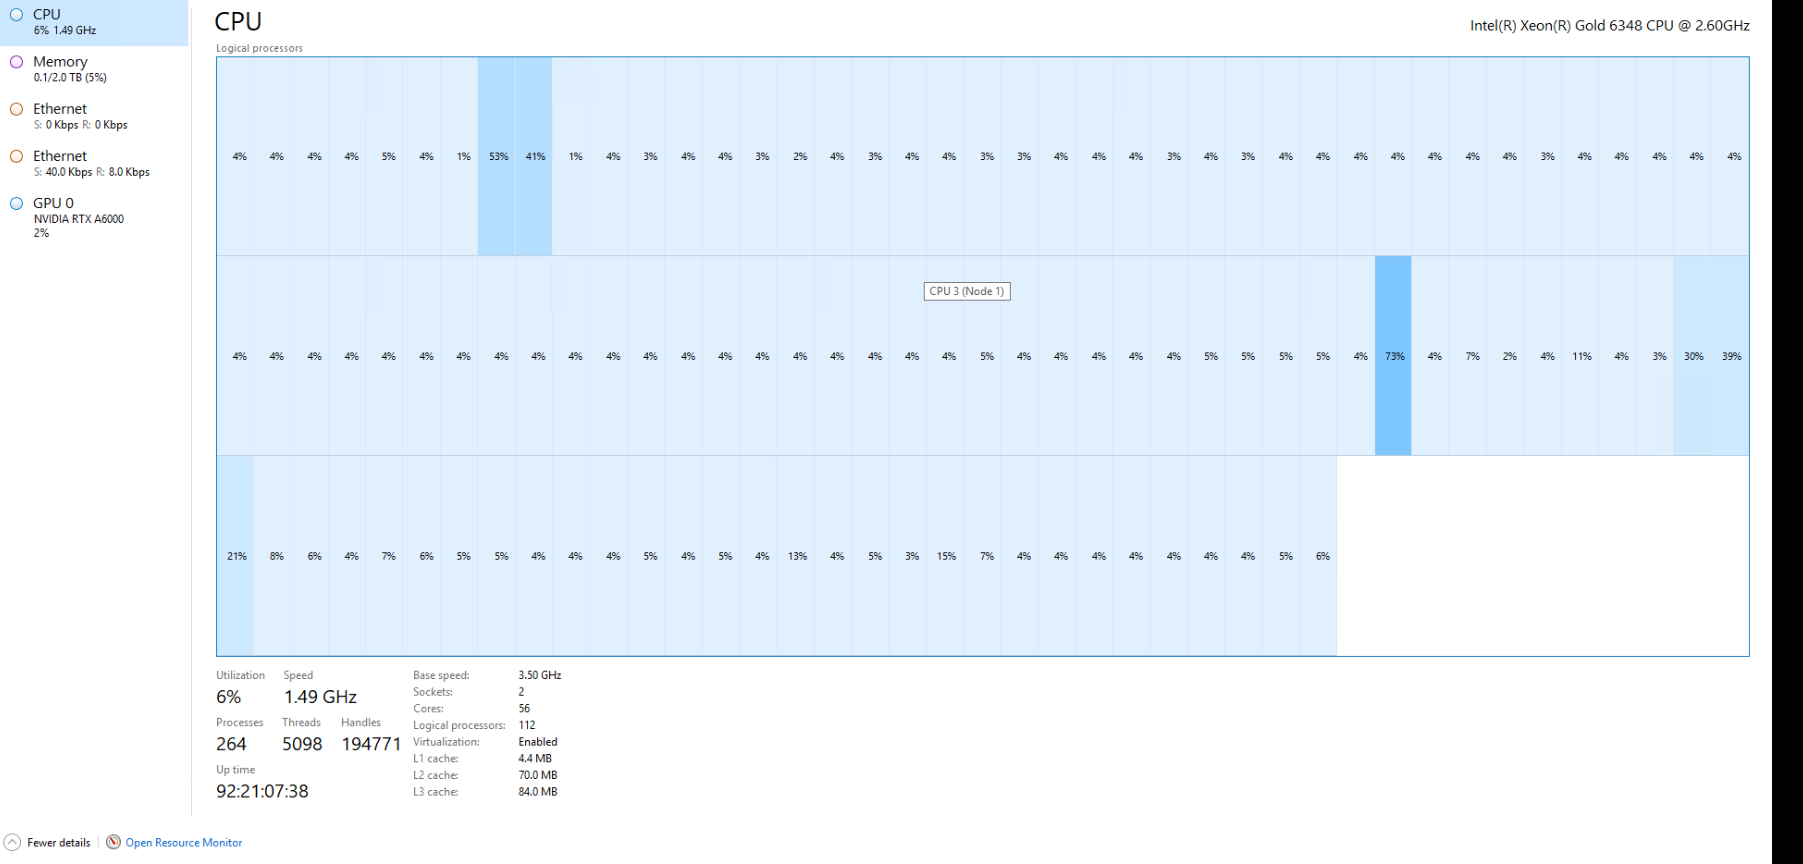 CPU
6% 1.49 GHz
Memory
0.1/2.0 TB (5%)
Ethernet
S: 0 Kbps R: 0 Kbps
Ethernet
S: 40.0 Kbps R: 8.0 Kbps
GPU 0
NVIDIA RTX A6000
2%
CPU
Intel(R) Xeon(R) Gold 6348 CPU @ 2.60GHz
Logical processors
4% 4% 4% 4% 5% 4% 1% 53% 41% 1% 4% 3% 4% 4% 3% 2% 4% 3% 4% 4% 3% 3% 4% 4% 4% 3% 4% 3% 4% 4% 4% 4% 4% 4% 4% 3% 4% 4% 4% 4% 4%
CPU 3 (Node 1)
4% 4% 4% 4% 4% 4% 4% 4% 4% 4% 4% 4% 4% 4% 4% 4% 4% 4% 4% 4% 5% 4% 4% 4% 4% 4% 5% 5% 5% 5% 4% 73% 4% 7% 2% 4% 11% 4% 3% 30% 39%
21% 8% 6% 4% 7% 6% 5% 5% 4% 4% 4% 5% 4% 5% 4% 13% 4% 5% 3% 15% 7% 4% 4% 4% 4% 4% 4% 4% 5% 6%
Utilization Speed
6% 1.49 GHz
Processes Threads Handles
264 5098 194771
Up time
92:21:07:38
Base speed: 3.50 GHz
Sockets: 2
Cores: 56
Logical processors: 112
Virtualization: Enabled
L1 cache: 4.4 MB
L2 cache: 70.0 MB
L3 cache: 84.0 MB
Fewer details
Open Resource Monitor